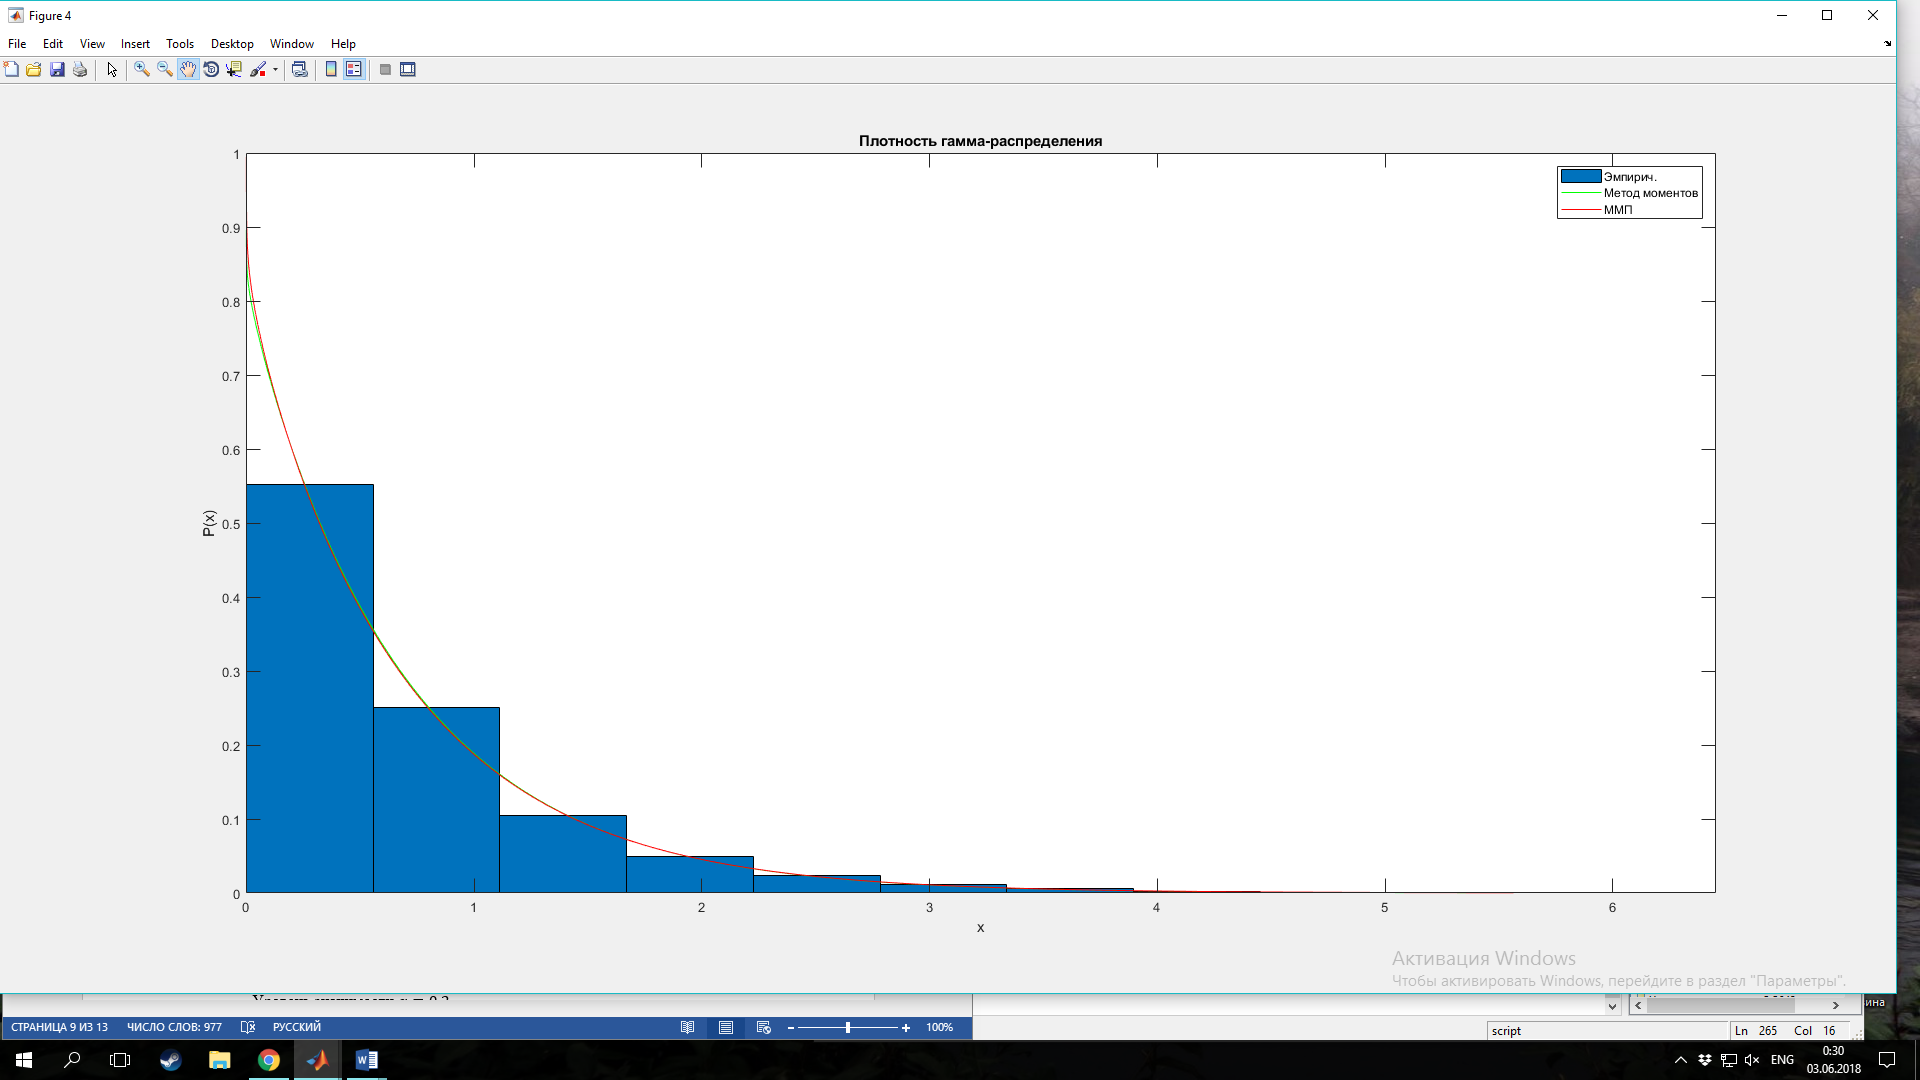 Figure 4
File Edit View Insert Tools Desktop Window Help
Плотность гамма-распределения
1
0.9
0.8
0.7
0.6
0.5
0.4
0.3
0.2
0.1
0
P(x)
Эмпирич.
Метод моментов
ММП
0 1 2 3 4 5 6
x
Активация Windows
Чтобы активировать Windows, перейдите в раздел "Параметры".
СТРАНИЦА 9 ИЗ 13 ЧИСЛО СЛОВ: 977 РУССКИЙ 100%
script Ln 265 Col 16
ENG 0:30
03.06.2018